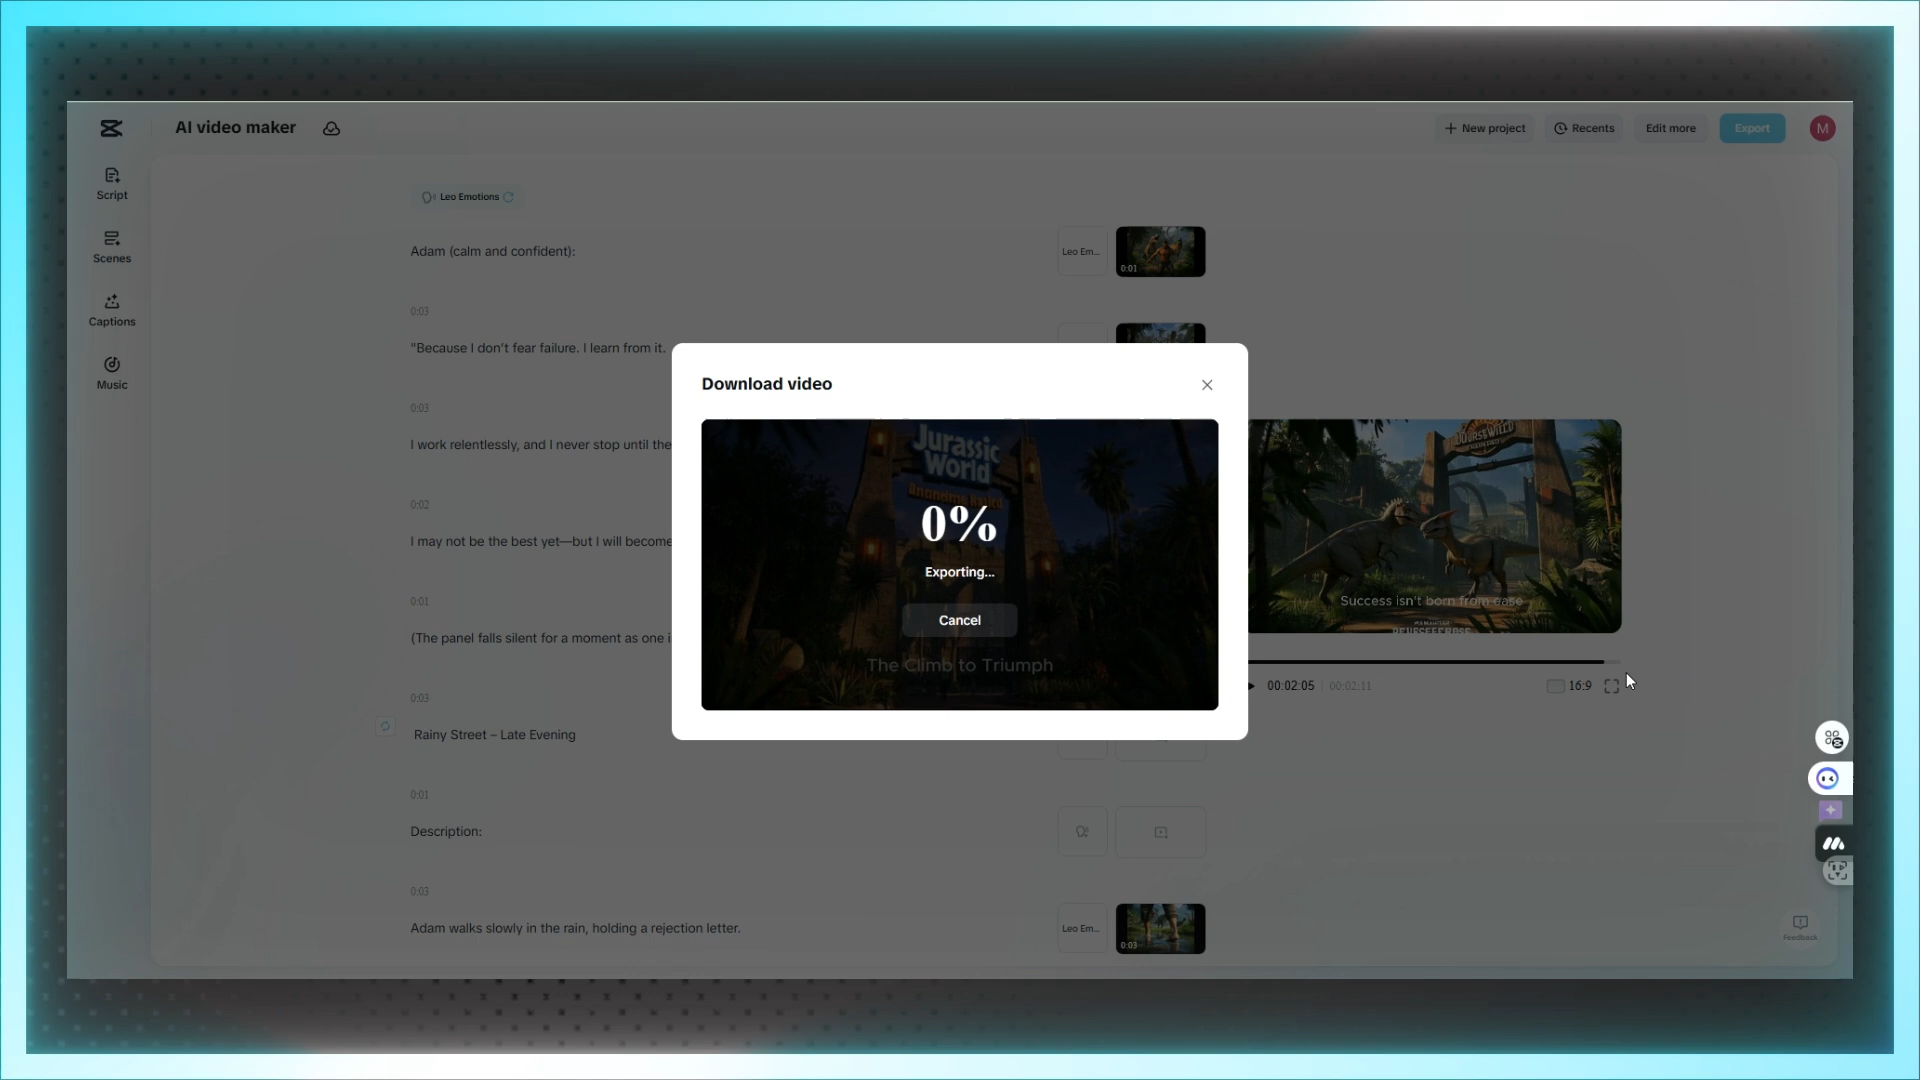 AI video maker
New project
Recents
Edit more
Export
M
Script
Scenes
Captions
Music
Leo Emotions
Adam (calm and confident):
Leo Em...
0:01
0:03
"Because I don't fear failure. I learn from it.
0:03
I work relentlessly, and I never stop until the
0:02
I may not be the best yet—but I will become
0:01
(The panel falls silent for a moment as one i
0:03
Rainy Street – Late Evening
0:01
Description:
0:03
Adam walks slowly in the rain, holding a rejection letter.
Leo Em...
0:03
Download video
Jurassic
World
0%
Exporting...
Cancel
The Climb to Triumph
Success isn't born from ease
00:02:05
00:02:11
16:9
Feedback